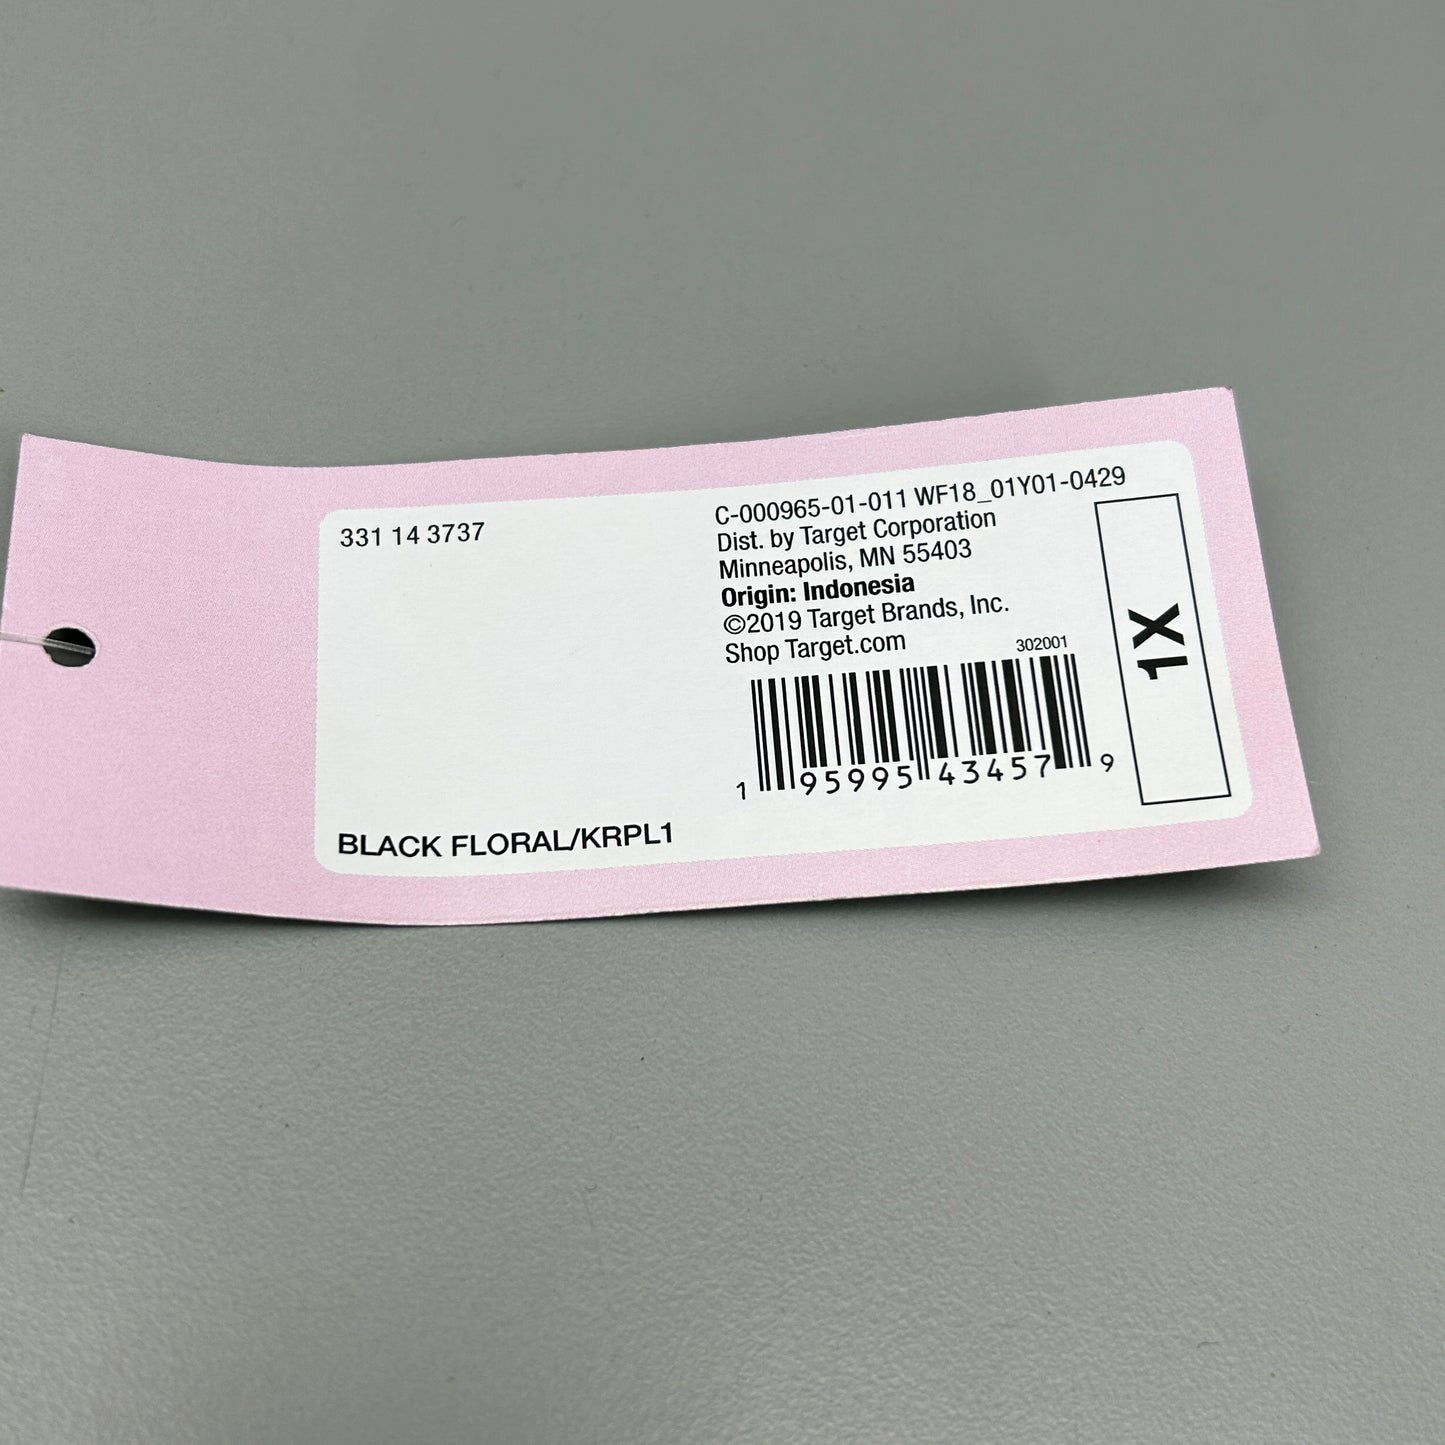 331 14 3737
C-000965-01-011 WF18_01Y01-0429
Dist. by Target Corporation
Minneapolis, MN 55403
Origin: Indonesia
©2019 Target Brands, Inc.
Shop Target.com
302001
1 95995 43457 9
1X
BLACK FLORAL/KRPL1